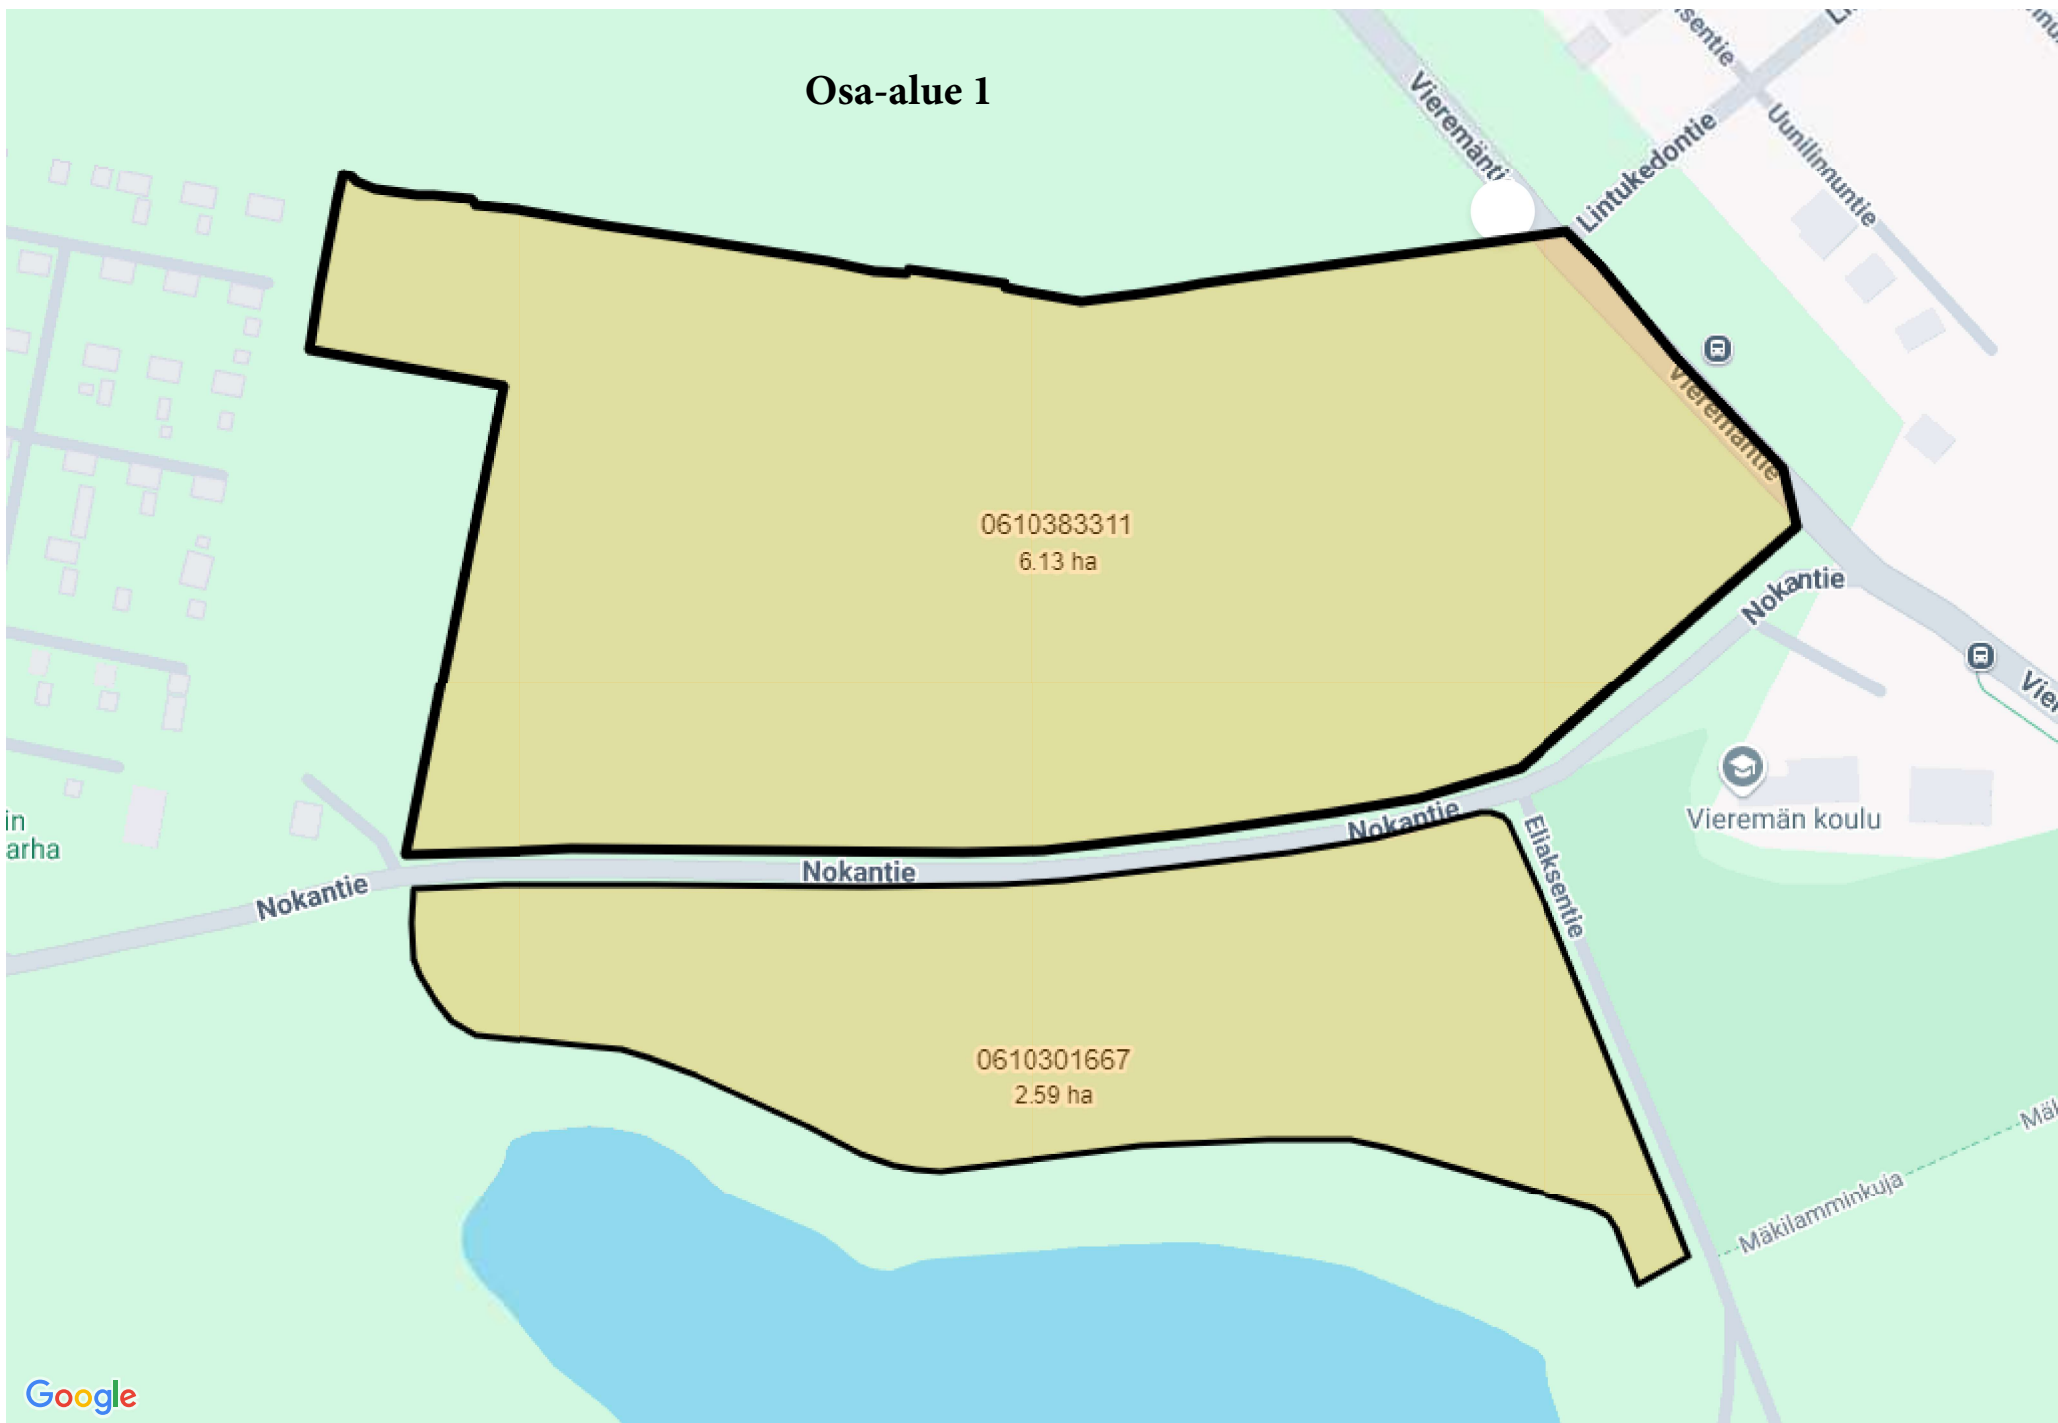 Osa-alue 1
Vieremäntie
Lintukedontie
Uunilinnuntie
Vieremäntie
0610383311
6.13 ha
Nokantie
Vieremän koulu
in
arha
Nokantie
Nokantie
Nokantie
Eliaksentie
0610301667
2.59 ha
Mäkilamminkuja
Google